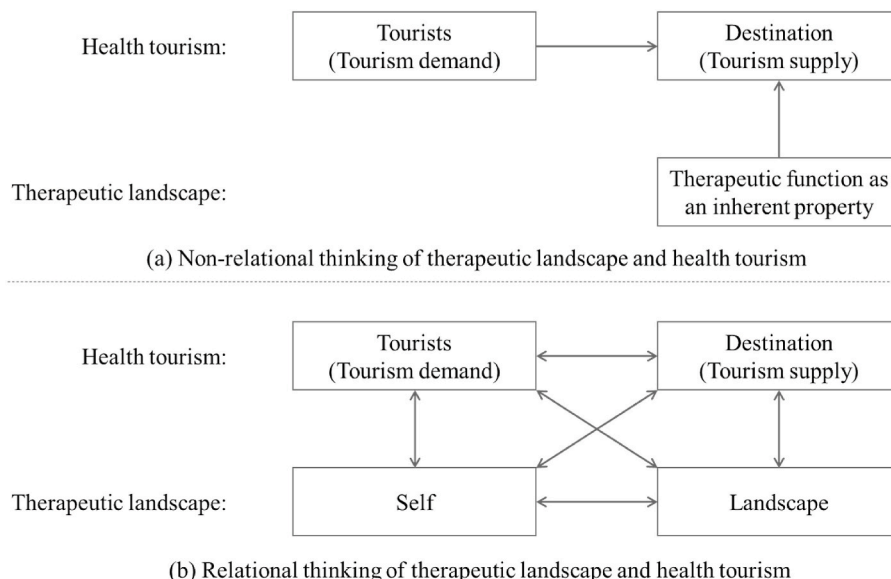 Health tourism:
Tourists
(Tourism demand)
Destination
(Tourism supply)
Therapeutic landscape:
Therapeutic function as
an inherent property
(a) Non-relational thinking of therapeutic landscape and health tourism
Health tourism:
Tourists
(Tourism demand)
Destination
(Tourism supply)
Therapeutic landscape:
Self
Landscape
(b) Relational thinking of therapeutic landscape and health tourism